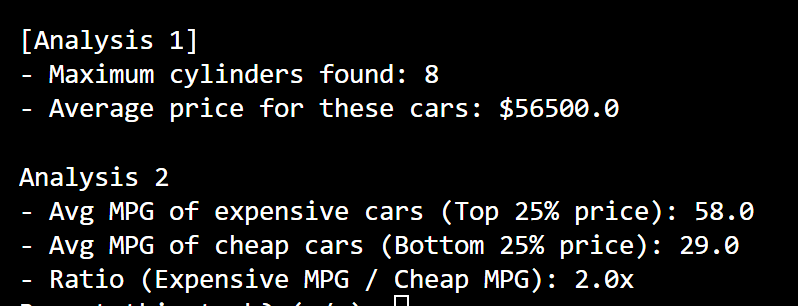 [Analysis 1]
- Maximum cylinders found: 8
- Average price for these cars: $56500.0
Analysis 2
- Avg MPG of expensive cars (Top 25% price): 58.0
- Avg MPG of cheap cars (Bottom 25% price): 29.0
- Ratio (Expensive MPG / Cheap MPG): 2.0x